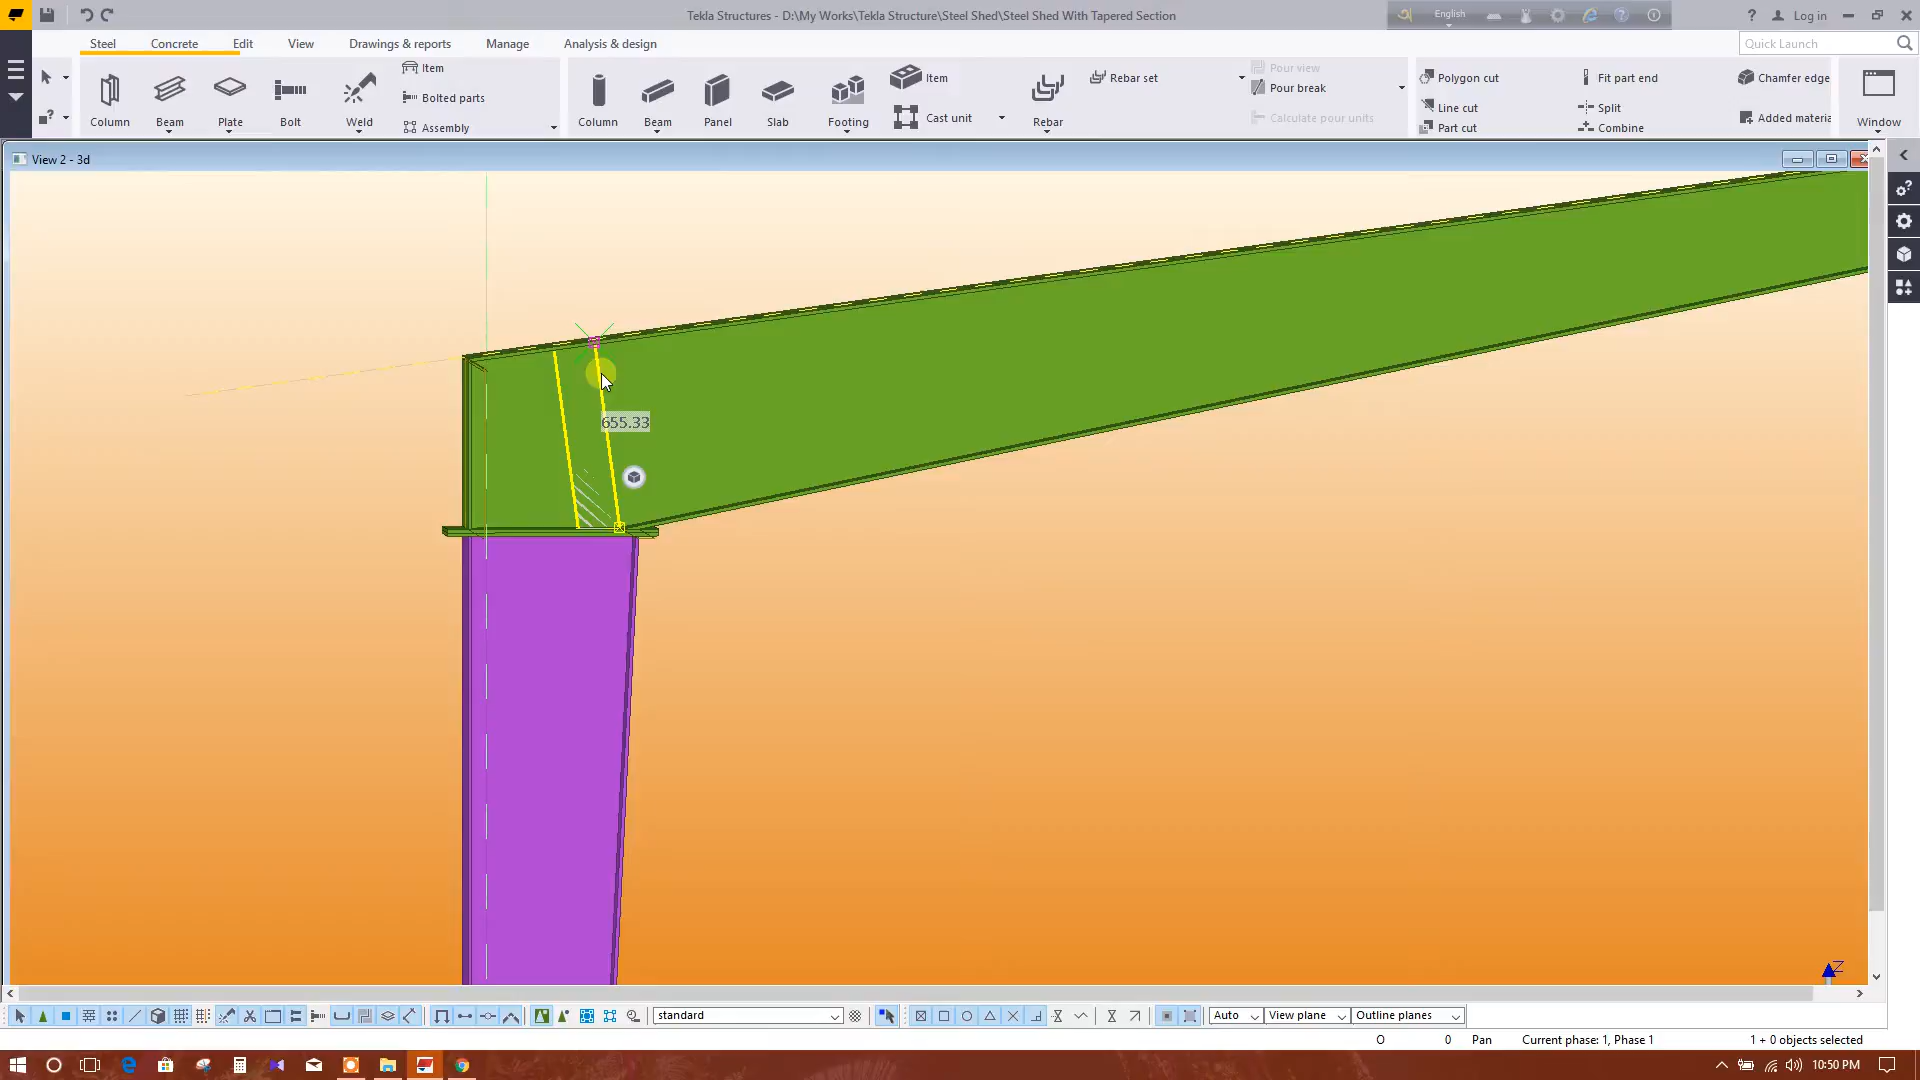 Tekla Structures - D:\My Works\Tekla Structure\Steel Shed\Steel Shed With Tapered Section
English
Log in
Steel
Concrete
Edit
View
Drawings & reports
Manage
Analysis & design
Quick Launch
Column
Beam
Plate
Bolt
Weld
Item
Bolted parts
Assembly
Column
Beam
Panel
Slab
Footing
Item
Cast unit
Rebar
Rebar set
Pour view
Pour break
Calculate pour units
Polygon cut
Line cut
Part cut
Fit part end
Split
Combine
Chamfer edge
Added materia
Window
View 2 - 3d
655.33
Z
standard
Auto
View plane
Outline planes
O
0
Pan
Current phase: 1, Phase 1
1 + 0 objects selected
10:50 PM